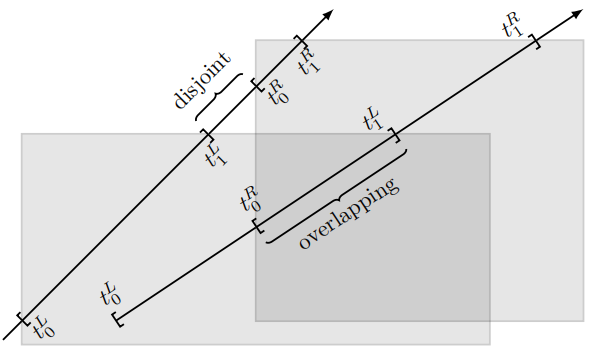 t_1^R
t_1^R
disjoint
t_0^R
t_1^L
t_1^L
t_0^R
overlapping
t_0^L
t_0^L